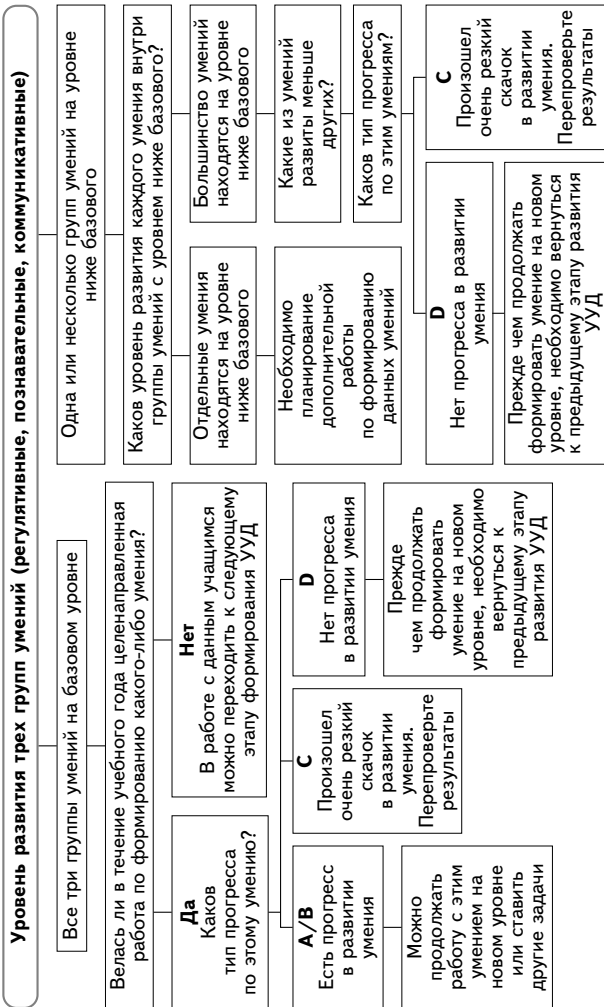 Уровень развития трех групп умений (регулятивные, познавательные, коммуникативные)
Все три группы умений на базовом уровне
Велась ли в течение учебного года целенаправленная
работа по формированию какого-либо умения?
Да
Каков
тип прогресса
по этому умению?
Нет
В работе с данным учащимся
можно переходить к следующему
этапу формирования УУД
A/B
Есть прогресс
в развитии
умения
Можно
продолжать
работу с этим
умением на
новом уровне
или ставить
другие задачи
C
Произошел
очень резкий
скачок
в развитии
умения.
Перепроверьте
результаты
D
Нет прогресса
в развитии умения
Прежде
чем продолжать
формировать
умение на новом
уровне, необходимо
вернуться к
предыдущему этапу
развития УУД
Одна или несколько групп умений на уровне
ниже базового
Каков уровень развития каждого умения внутри
группы умений с уровнем ниже базового?
Отдельные умения
находятся на уровне
ниже базового
Необходимо
планирование
дополнительной
работы
по формированию
данных умений
Большинство умений
находятся на уровне
ниже базового
Какие из умений
развиты меньше
других?
Каков тип прогресса
по этим умениям?
D
Нет прогресса в развитии
умения
Прежде чем продолжать
формировать умение на новом
уровне, необходимо вернуться
к предыдущему этапу развития
УУД
C
Произошел
очень резкий
скачок
в развитии
умения.
Перепроверьте
результаты